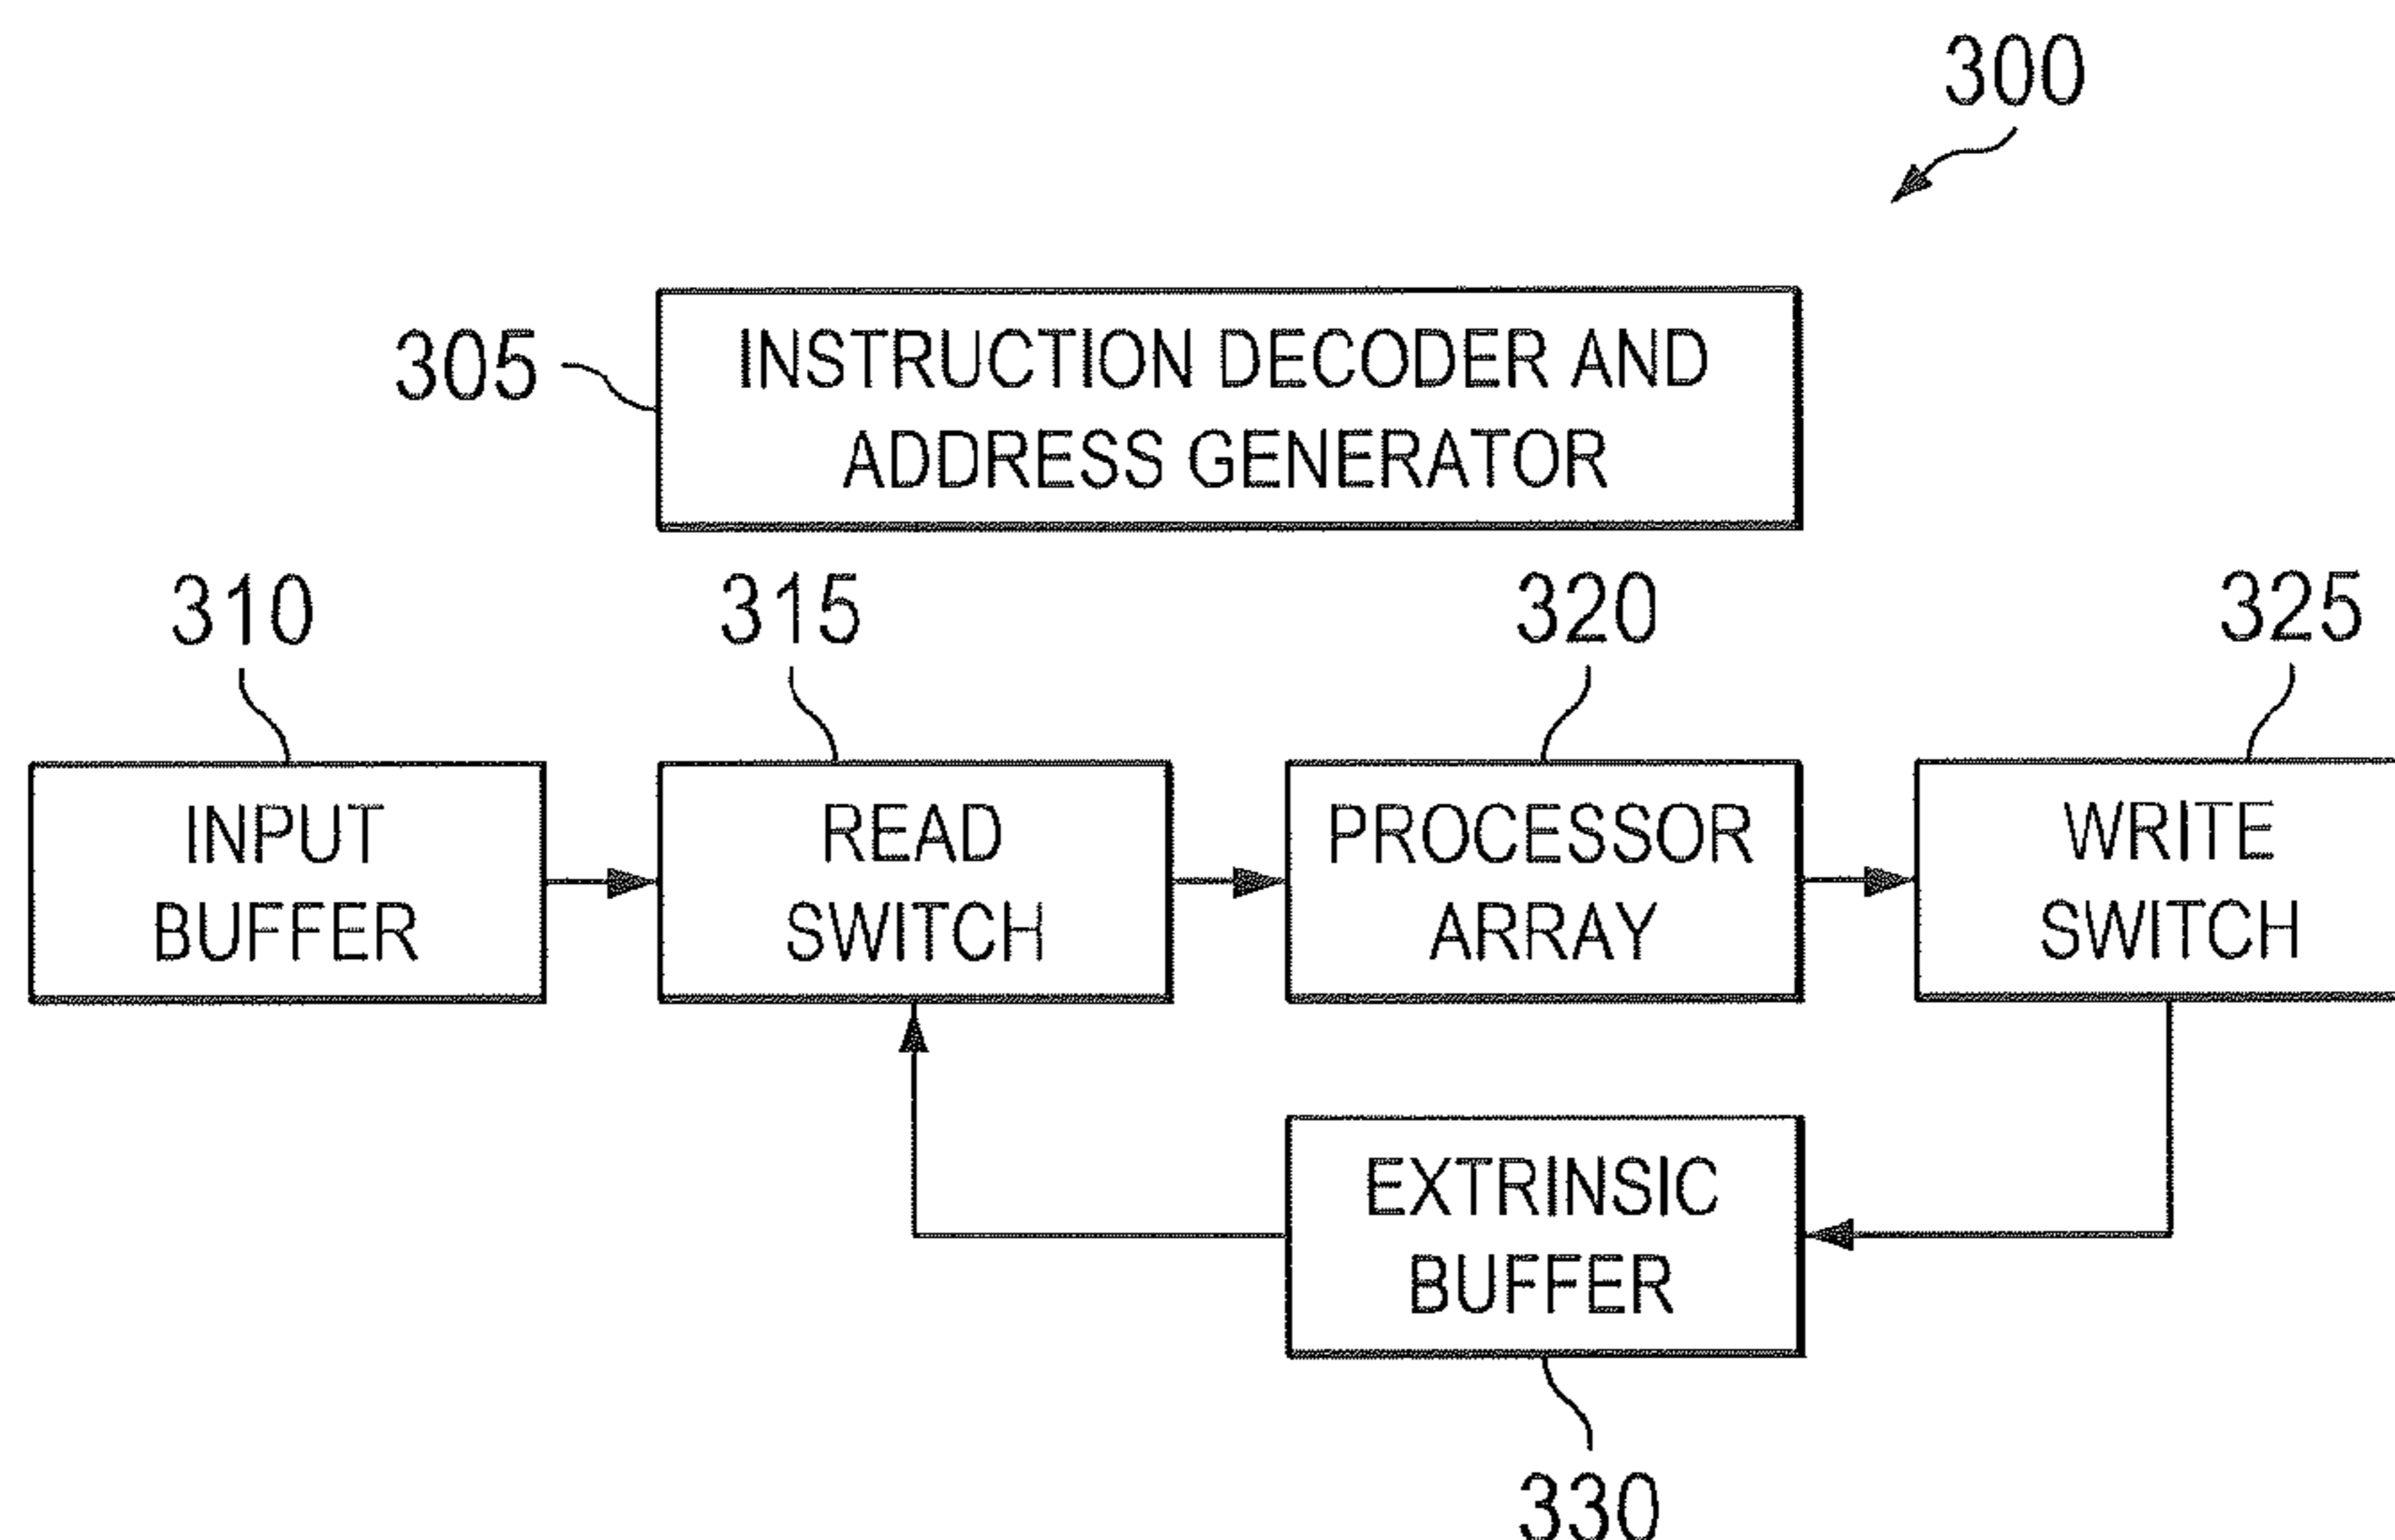 300
305
INSTRUCTION DECODER AND
ADDRESS GENERATOR
310
315
320
325
INPUT
BUFFER
READ
SWITCH
PROCESSOR
ARRAY
WRITE
SWITCH
EXTRINSIC
BUFFER
330